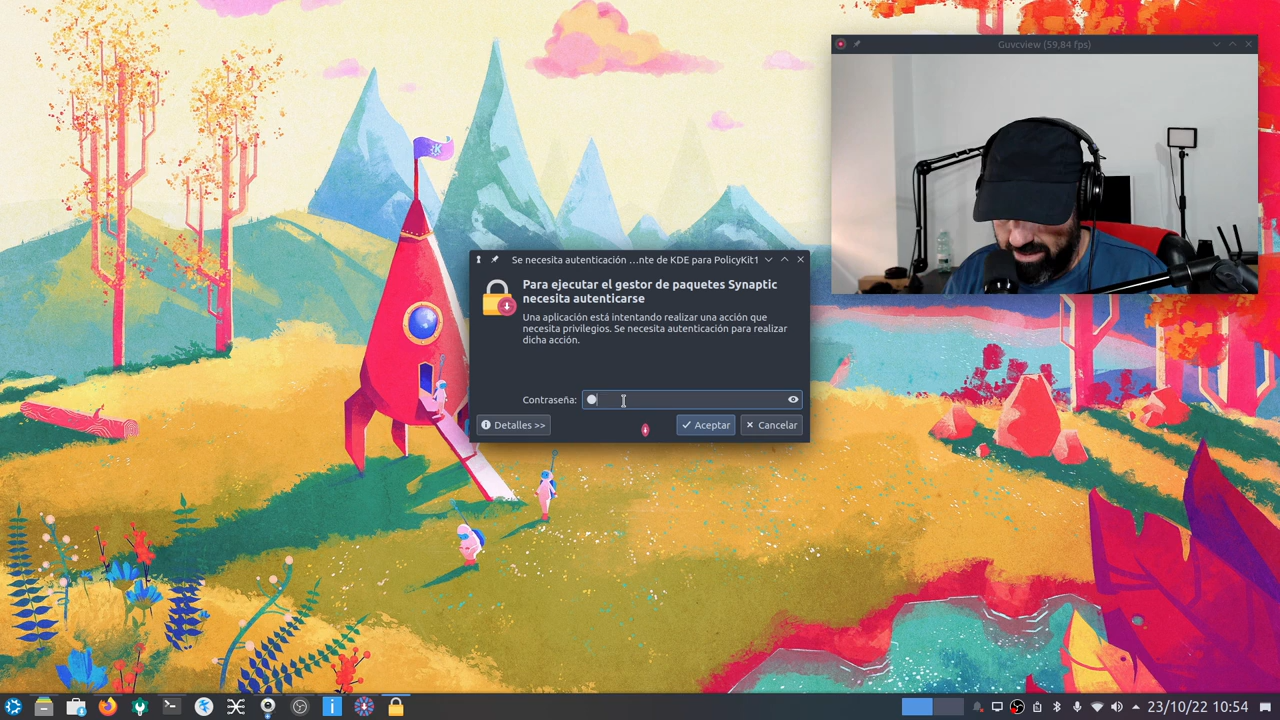 Guvcview (59,84 fps)
Se necesita autenticación ...nte de KDE para PolicyKit1
Para ejecutar el gestor de paquetes Synaptic
necesita autenticarse
Una aplicación está intentando realizar una acción que
necesita privilegios. Se necesita autenticación para realizar
dicha acción.
Contraseña:
Detalles >>
Aceptar
Cancelar
23/10/22 10:54